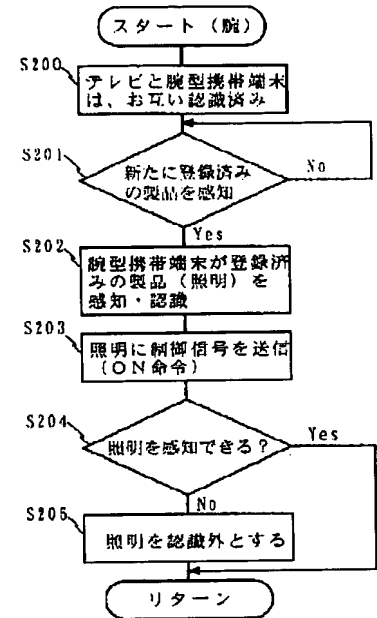 スタート（腕）
S200
テレビと腕型携帯端末
は、お互い認識済み
S201
新たに登録済み
の製品を感知
No
Yes
S202
腕型携帯端末が登録済
みの製品（照明）を
感知・認識
S203
照明に制御信号を送信
（ON命令）
S204
照明を感知できる？
Yes
No
S205
照明を認識外とする
リターン